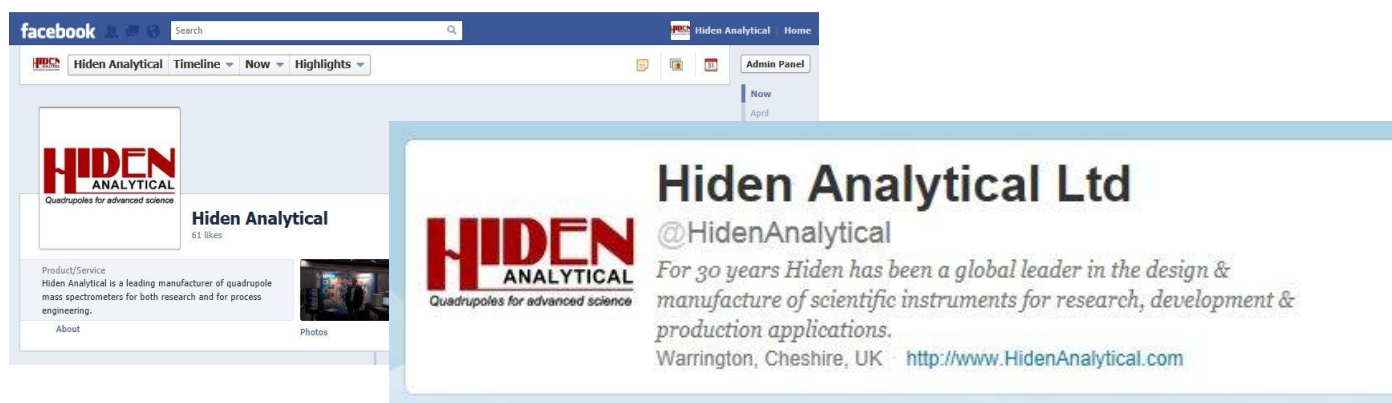 facebook
Search
Hiden Analytical
Home
HIDEN
Hiden Analytical
Timeline
Now
Highlights
31
Admin Panel
Now
April
HIDEN
ANALYTICAL
Quadrupoles for advanced science
Hiden Analytical
61 likes
Product/Service
Hiden Analytical is a leading manufacturer of quadrupole
mass spectrometers for both research and for process
engineering.
About
Photos
HIDEN
ANALYTICAL
Quadrupoles for advanced science
Hiden Analytical Ltd
@HidenAnalytical
For 30 years Hiden has been a global leader in the design &
manufacture of scientific instruments for research, development &
production applications.
Warrington, Cheshire, UK · http://www.HidenAnalytical.com